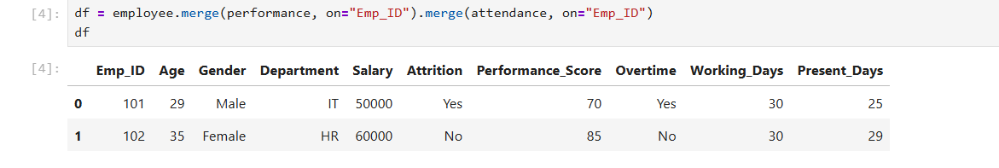 [4]: df = employee.merge(performance, on="Emp_ID").merge(attendance, on="Emp_ID")
df
[4]:
Emp_ID Age Gender Department Salary Attrition Performance_Score Overtime Working_Days Present_Days
0 101 29 Male IT 50000 Yes 70 Yes 30 25
1 102 35 Female HR 60000 No 85 No 30 29